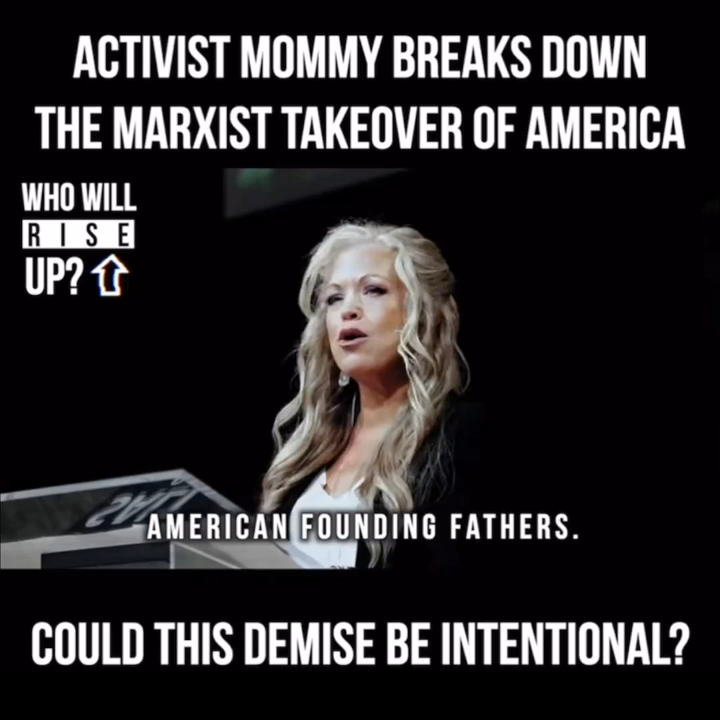 ACTIVIST MOMMY BREAKS DOWN
THE MARXIST TAKEOVER OF AMERICA
WHO WILL
RISE
UP?
AMERICAN FOUNDING FATHERS.
COULD THIS DEMISE BE INTENTIONAL?